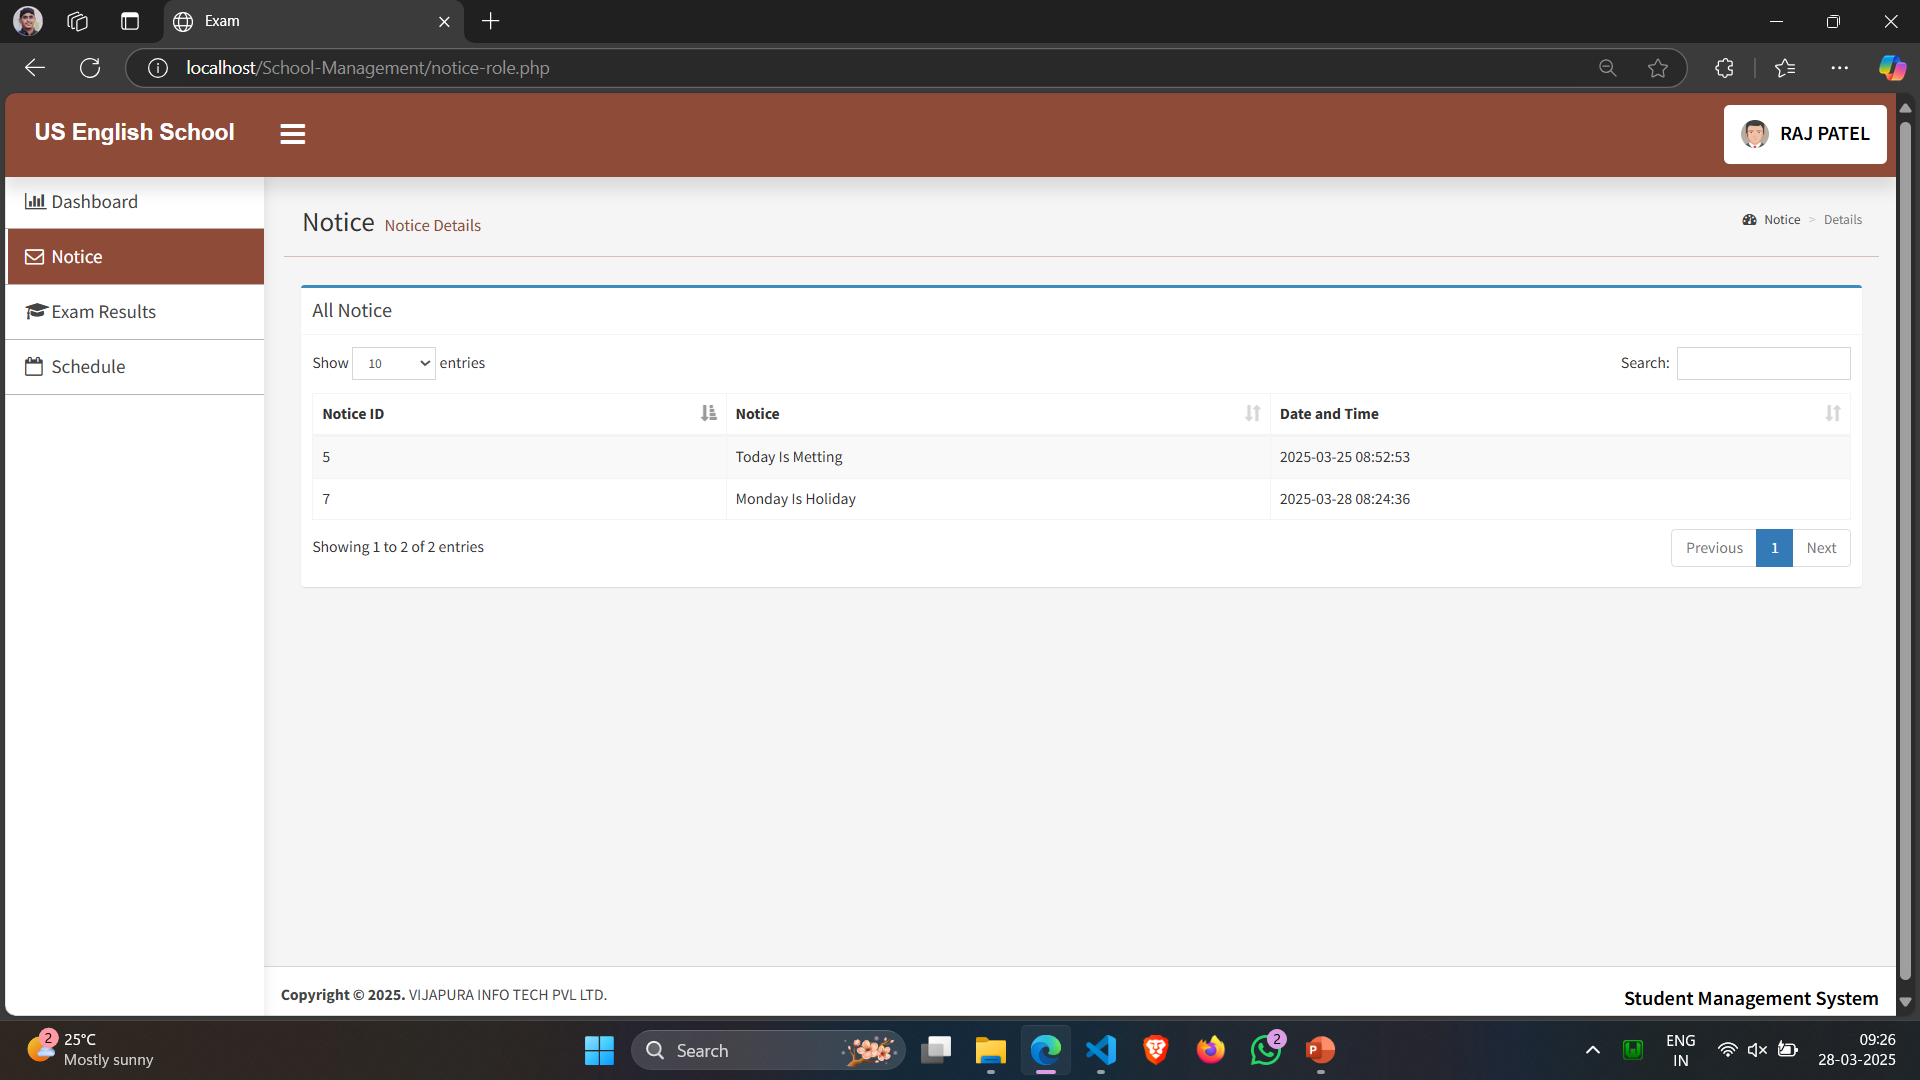 Exam
localhost/School-Management/notice-role.php
US English School
RAJ PATEL
Dashboard
Notice
Exam Results
Schedule
Notice Notice Details
Notice > Details
All Notice
Show 10 entries
Search:
Notice ID Notice Date and Time
5 Today Is Metting 2025-03-25 08:52:53
7 Monday Is Holiday 2025-03-28 08:24:36
Showing 1 to 2 of 2 entries
Previous 1 Next
Copyright © 2025. VIJAPURA INFO TECH PVL LTD.
Student Management System
2
25°C
Mostly sunny
Search
2
P
ENG
IN
09:26
28-03-2025